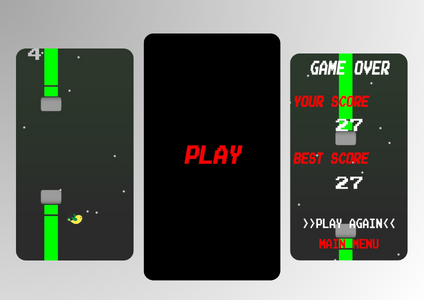 4
PLAY
GAME OVER
YOUR SCORE
27
BEST SCORE
27
>>PLAY AGAIN<<
MAIN MENU